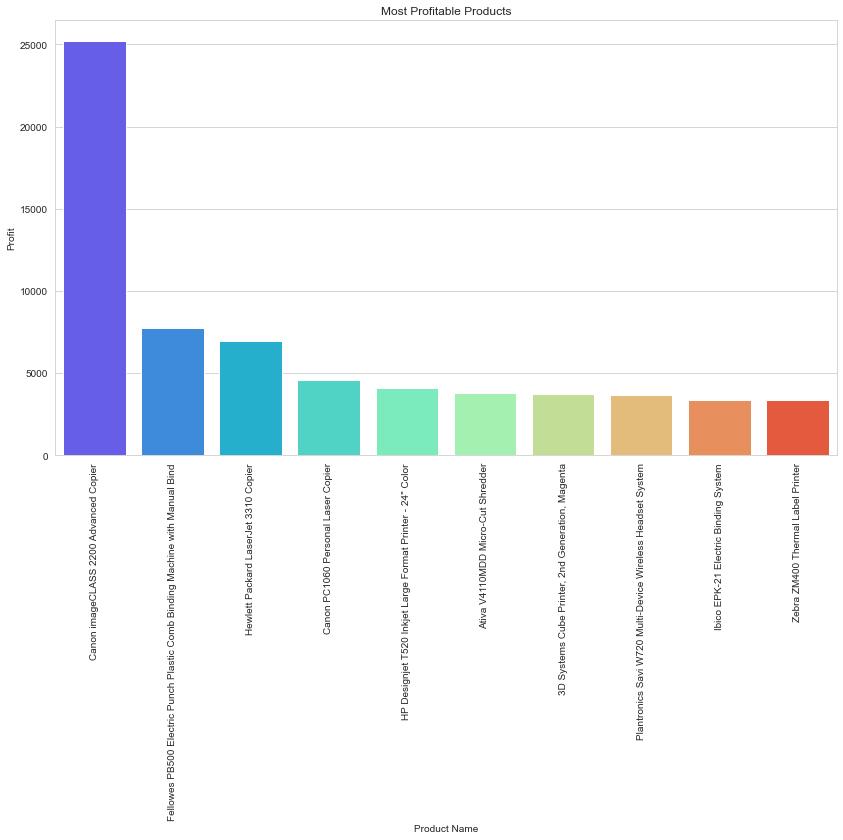 Most Profitable Products
Profit
25000
20000
15000
10000
5000
0
Canon imageCLASS 2200 Advanced Copier
Fellowes PB500 Electric Punch Plastic Comb Binding Machine with Manual Bind
Hewlett Packard LaserJet 3310 Copier
Canon PC1060 Personal Laser Copier
HP Designjet T520 Inkjet Large Format Printer - 24" Color
Ativa V4110MDD Micro-Cut Shredder
3D Systems Cube Printer, 2nd Generation, Magenta
Plantronics Savi W720 Multi-Device Wireless Headset System
Ibico EPK-21 Electric Binding System
Zebra ZM400 Thermal Label Printer
Product Name